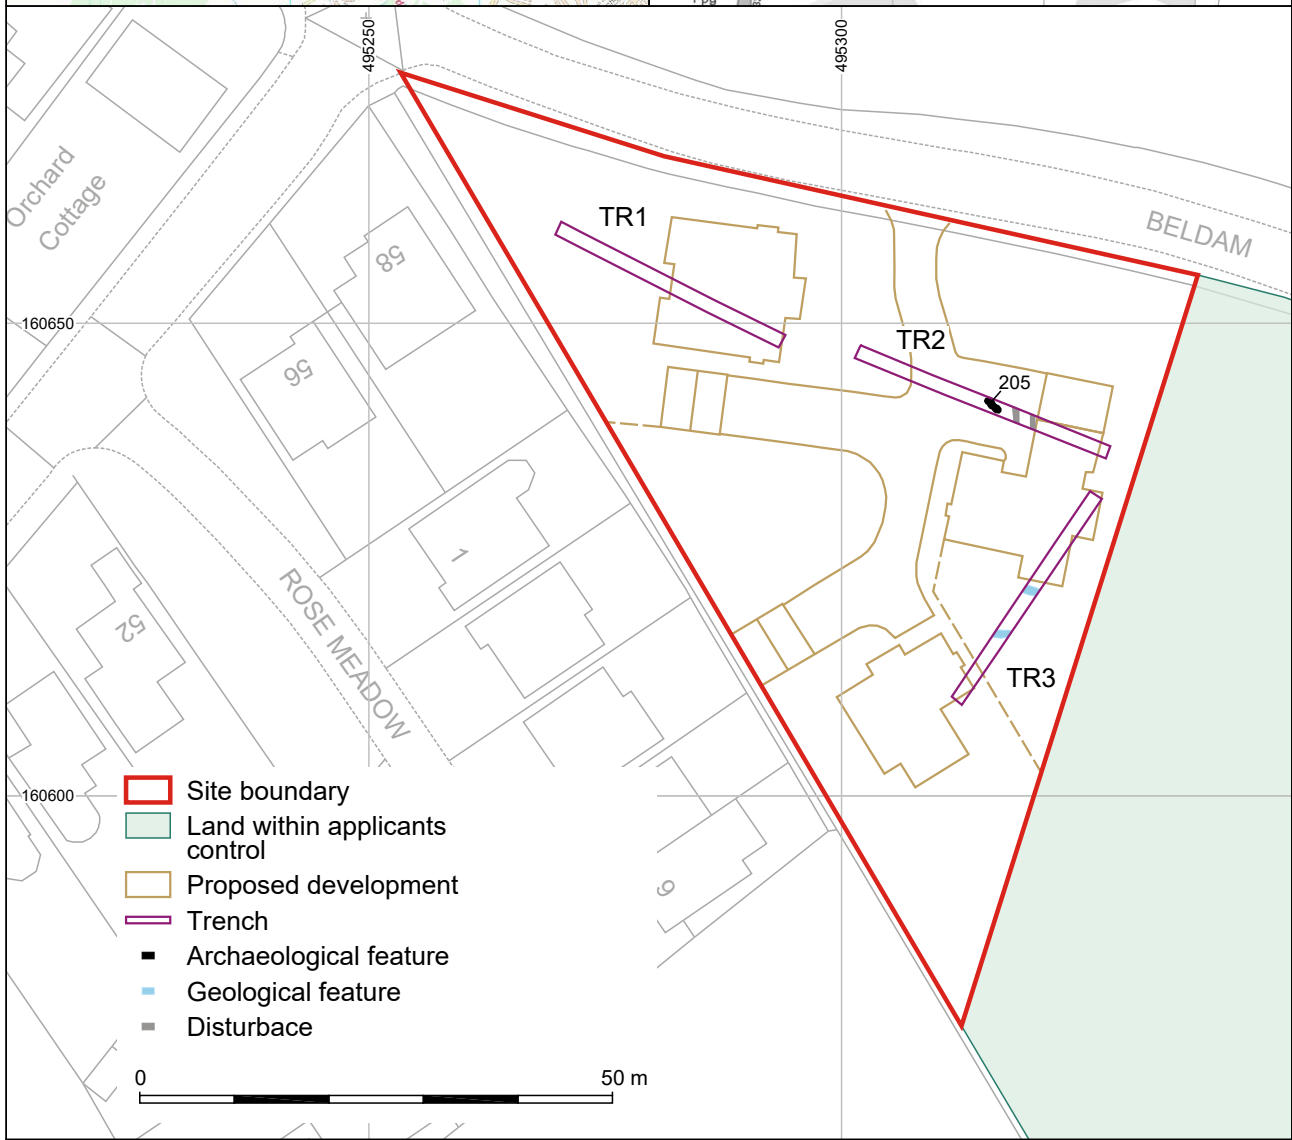 495250
495300
Orchard
Cottage
BELDAM
58
TR1
160650
TR2
56
205
1
ROSE MEADOW
52
TR3
160600
Site boundary
Land within applicants
control
Proposed development
9
Trench
Archaeological feature
Geological feature
Disturbace
0 50 m